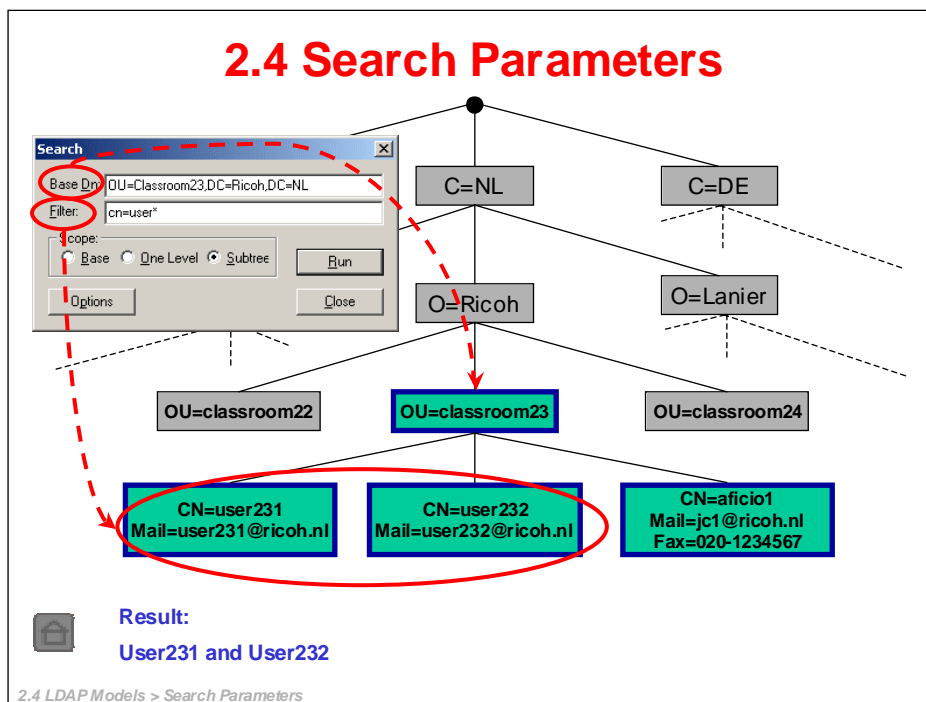 2.4 Search Parameters
Search
Base Dn: OU=Classroom23,DC=Ricoh,DC=NL
Filter: cn=user*
Scope:
Base One Level Subtree
Run
Options
Close
C=NL
C=DE
O=Ricoh
O=Lanier
OU=classroom22
OU=classroom23
OU=classroom24
CN=user231
Mail=user231@ricoh.nl
CN=user232
Mail=user232@ricoh.nl
CN=aficio1
Mail=jc1@ricoh.nl
Fax=020-1234567
Result:
User231 and User232
2.4 LDAP Models > Search Parameters